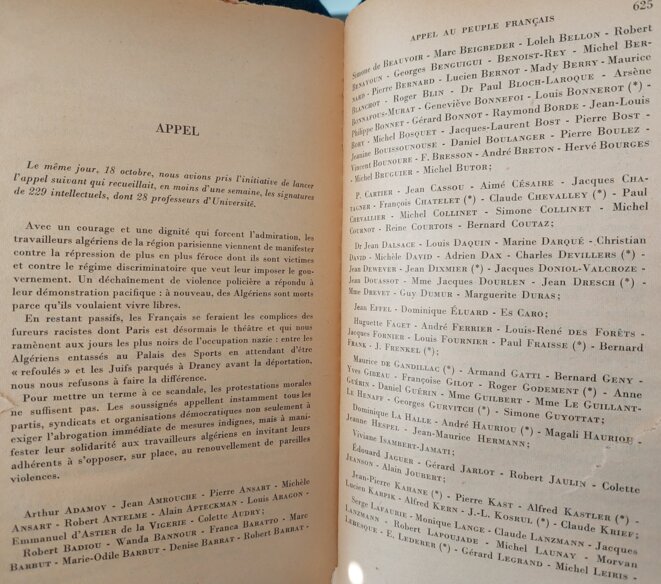 APPEL
Le même jour, 18 octobre, nous avions pris l'initiative de lancer
l'appel suivant qui recueillait, en moins d'une semaine, les signatures
de 229 intellectuels, dont 28 professeurs d'Université.
Avec un courage et une dignité qui forcent l'admiration, les
travailleurs algériens de la région parisienne viennent de manifester
contre la répression de plus en plus féroce dont ils sont victimes
et contre le régime discriminatoire que veut leur imposer le gou-
vernement. Un déchaînement de violence policière a répondu à
leur démonstration pacifique : à nouveau, des Algériens sont morts
parce qu'ils voulaient vivre libres.
En restant passifs, les Français se feraient les complices des
fureurs racistes dont Paris est désormais le théâtre et qui nous
ramènent aux jours les plus noirs de l'occupation nazie : entre les
Algériens entassés au Palais des Sports en attendant d'être
« refoulés » et les Juifs parqués à Drancy avant la déportation,
nous nous refusons à faire la différence.
Pour mettre un terme à ce scandale, les protestations morales
ne suffisent pas. Les soussignés appellent instamment tous les
partis, syndicats et organisations démocratiques non seulement à
exiger l'abrogation immédiate de mesures indignes, mais à mani-
fester leur solidarité aux travailleurs algériens en invitant leurs
adhérents à s'opposer, sur place, au renouvellement de pareilles
violences.
Arthur ADAMOV - Jean AMROUCHE - Pierre ANSART - Michèle
ANSART - Robert ANTELME - Alain APTECKMAN - Louis ARAGON -
Emmanuel D'ASTIER de la VIGERIE - Colette AUDRY ;
Robert BADIOU - Wanda BANNOUR - Franca BARATTO - Marc
BARBUT - Marie-Odile BARBUT - Denise BARRAT - Robert BARRAT -
APPEL AU PEUPLE FRANÇAIS
625
Simone de BEAUVOIR - Marc BEIGBEDER - Loleh BELLON - Robert
BENAYOUN - Georges BENGUIGUI - BENOIST-REY - Michel BER-
NARD - Pierre BERNARD - Lucien BERNOT - Mady BERRY - Maurice
BLANCHOT - Roger BLIN - Dr Paul BLOCH-LAROQUE - Arsène
BONNAFOUS-MURAT - Geneviève BONNEFOI - Louis BONNEROT (*) -
Philippe BONNET - Gérard BONNOT - Raymond BORDE - Jean-Louis
BORY - Michel BOSQUET - Jacques-Laurent BOST - Pierre BOST -
Jeanine BOUISSOUNOUSE - Daniel BOULANGER - Pierre BOULEZ -
Vincent BOUNOURE - F. BRESSON - André BRETON - Hervé BOURGES
- Michel BRUGUIER - Michel BUTOR ;
P. CARTIER - Jean CASSOU - Aimé CÉSAIRE - Jacques CHA-
TAGNER - François CHATELET (*) - Claude CHEVALLEY (*) - Paul
CHEVALLIER - Michel COLLINET - Simone COLLINET - Michel
COURNOT - Reine COURTOIS - Bernard COUTAZ ;
Dr Jean DALSACE - Louis DAQUIN - Marine DARQUÉ - Christian
DAVID - Michèle DAVID - Adrien DAX - Charles DEVILLERS (*) -
Jean DEWEVER - Jean DIXMIER (*) - Jacques DONIOL-VALCROZE -
Jean DOUASSOT - Mme Jacques DOURLEN - Jean DRESCH (*) -
Mme DREVET - Guy DUMUR - Marguerite DURAS ;
Jean EFFEL - Dominique ÉLUARD - ES CARO ;
Huguette FAGET - André FERRIER - Louis-René DES FORÊTS -
Jacques FORNIER - Louis FOURNIER - Paul FRAISSE (*) - Bernard
FRANK - J. FRENKEL (*) ;
Maurice de GANDILLAC (*) - Armand GATTI - Bernard GENY -
Yves GIBEAU - Françoise GILOT - Roger GODEMENT (*) - Anne
GUÉRIN - Daniel GUÉRIN - Mme GUILBERT - Mme LE GUILLANT-
LE HENAFF - Georges GURVITCH (*) - Simone GUYOTTAT ;
Dominique LA HALLE - André HAURIOU (*) - Magali HAURIOU -
Jeanne HESPEL - Jean-Maurice HERMANN ;
Viviane ISAMBERT-JAMATI ;
Édouard JAGUER - Gérard JARLOT - Robert JAULIN - Colette
JEANSON - Alain JOUBERT ;
Jean-Pierre KAHANE (*) - Pierre KAST - Alfred KASTLER (*) -
Lucien KARPIK - Alfred KERN - J.-L. KOSRUL (*) - Claude KRIEF ;
Serge LAFAURIE - Monique LANGE - Claude LANZMANN - Jacques
LANZMANN - Robert LAPOUJADE - Michel LAUNAY - Morvan
LEBESQUE - E. LEDERER (*) - Gérard LEGRAND - Michel LEIRIS -